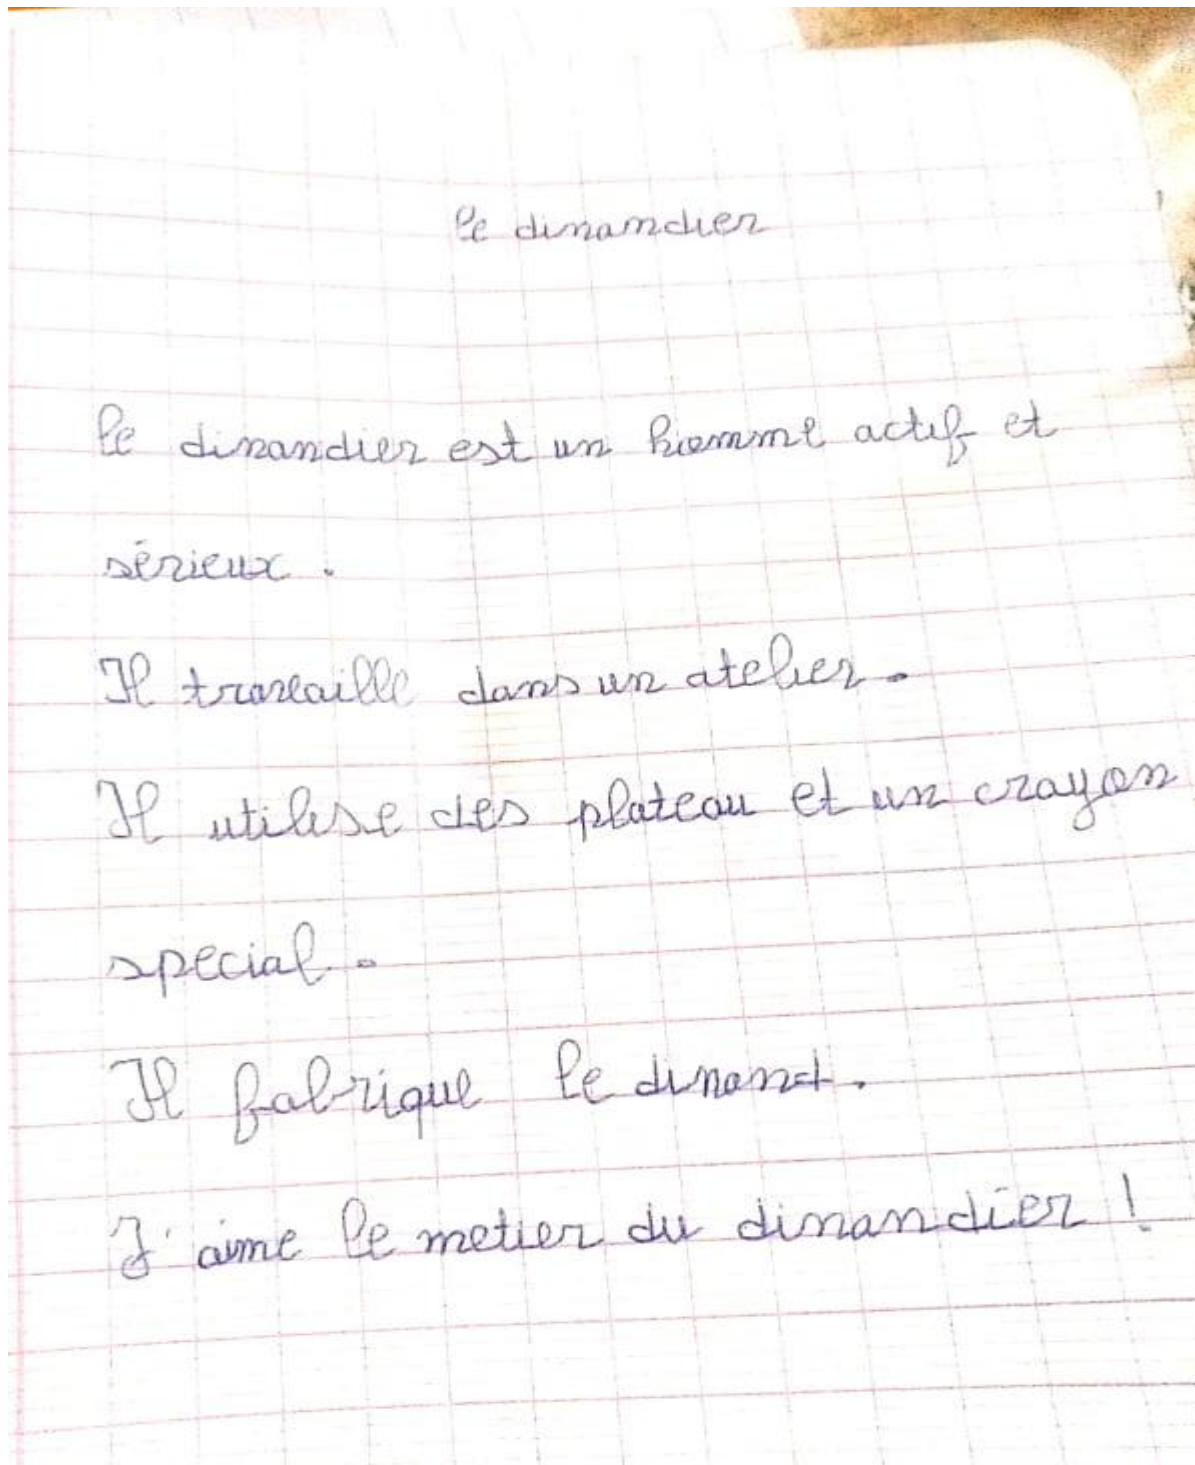 le dinandier
le dinandier est un homme actif et
sérieux.
Il travaille dans un atelier.
Il utilise des plateau et un crayon
special.
Il fabrique le dinand.
J'aime le metier du dinandier !